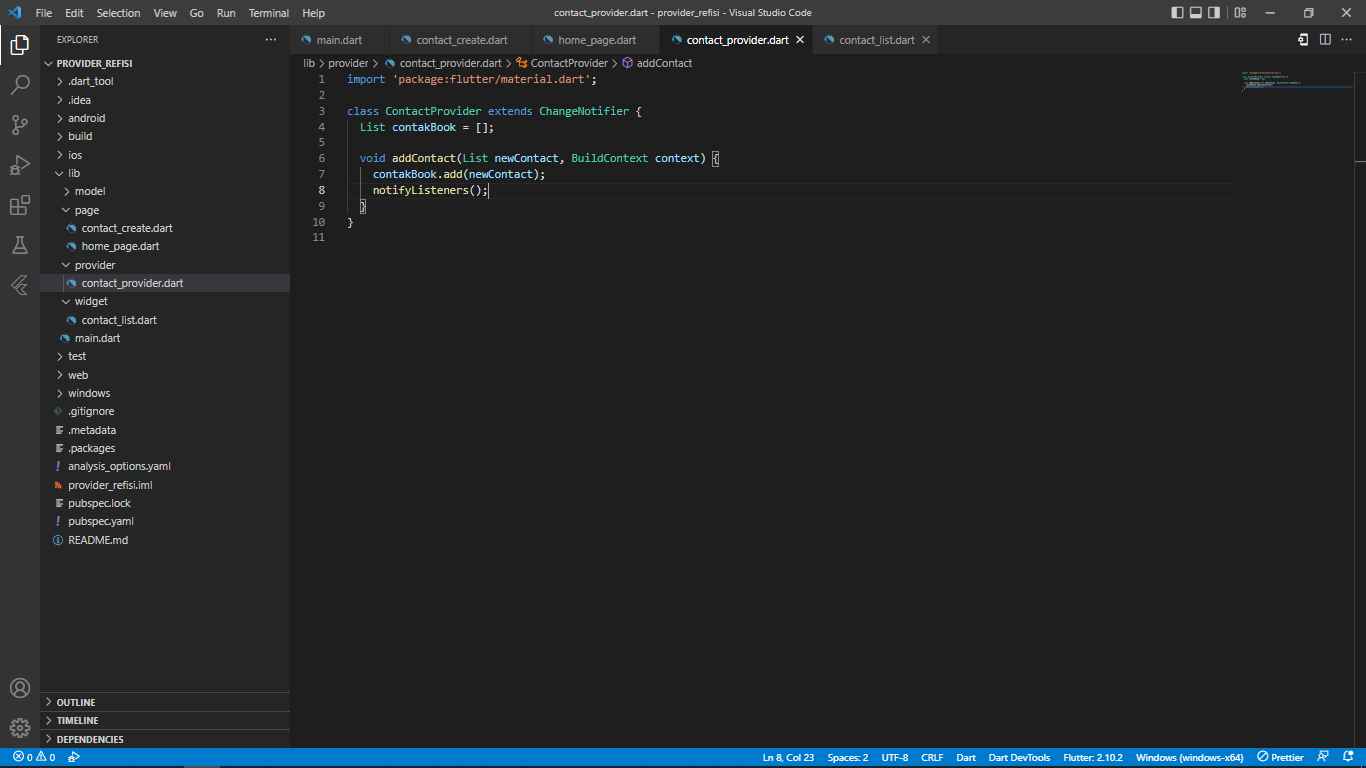 File Edit Selection View Go Run Terminal Help
contact_provider.dart - provider_refisi - Visual Studio Code
EXPLORER
PROVIDER_REFISI
.dart_tool
.idea
android
build
ios
lib
model
page
contact_create.dart
home_page.dart
provider
contact_provider.dart
widget
contact_list.dart
main.dart
test
web
windows
.gitignore
.metadata
.packages
analysis_options.yaml
provider_refisi.iml
pubspec.lock
pubspec.yaml
README.md
OUTLINE
TIMELINE
DEPENDENCIES
main.dart contact_create.dart home_page.dart contact_provider.dart contact_list.dart
lib > provider > contact_provider.dart > ContactProvider > addContact
1 import 'package:flutter/material.dart';
2
3 class ContactProvider extends ChangeNotifier {
4 List contakBook = [];
5
6 void addContact(List newContact, BuildContext context) {
7 contakBook.add(newContact);
8 notifyListeners();
9 }
10 }
11
0 0 Ln 8, Col 23 Spaces: 2 UTF-8 CRLF Dart Dart DevTools Flutter: 2.10.2 Windows (windows-x64) Prettier